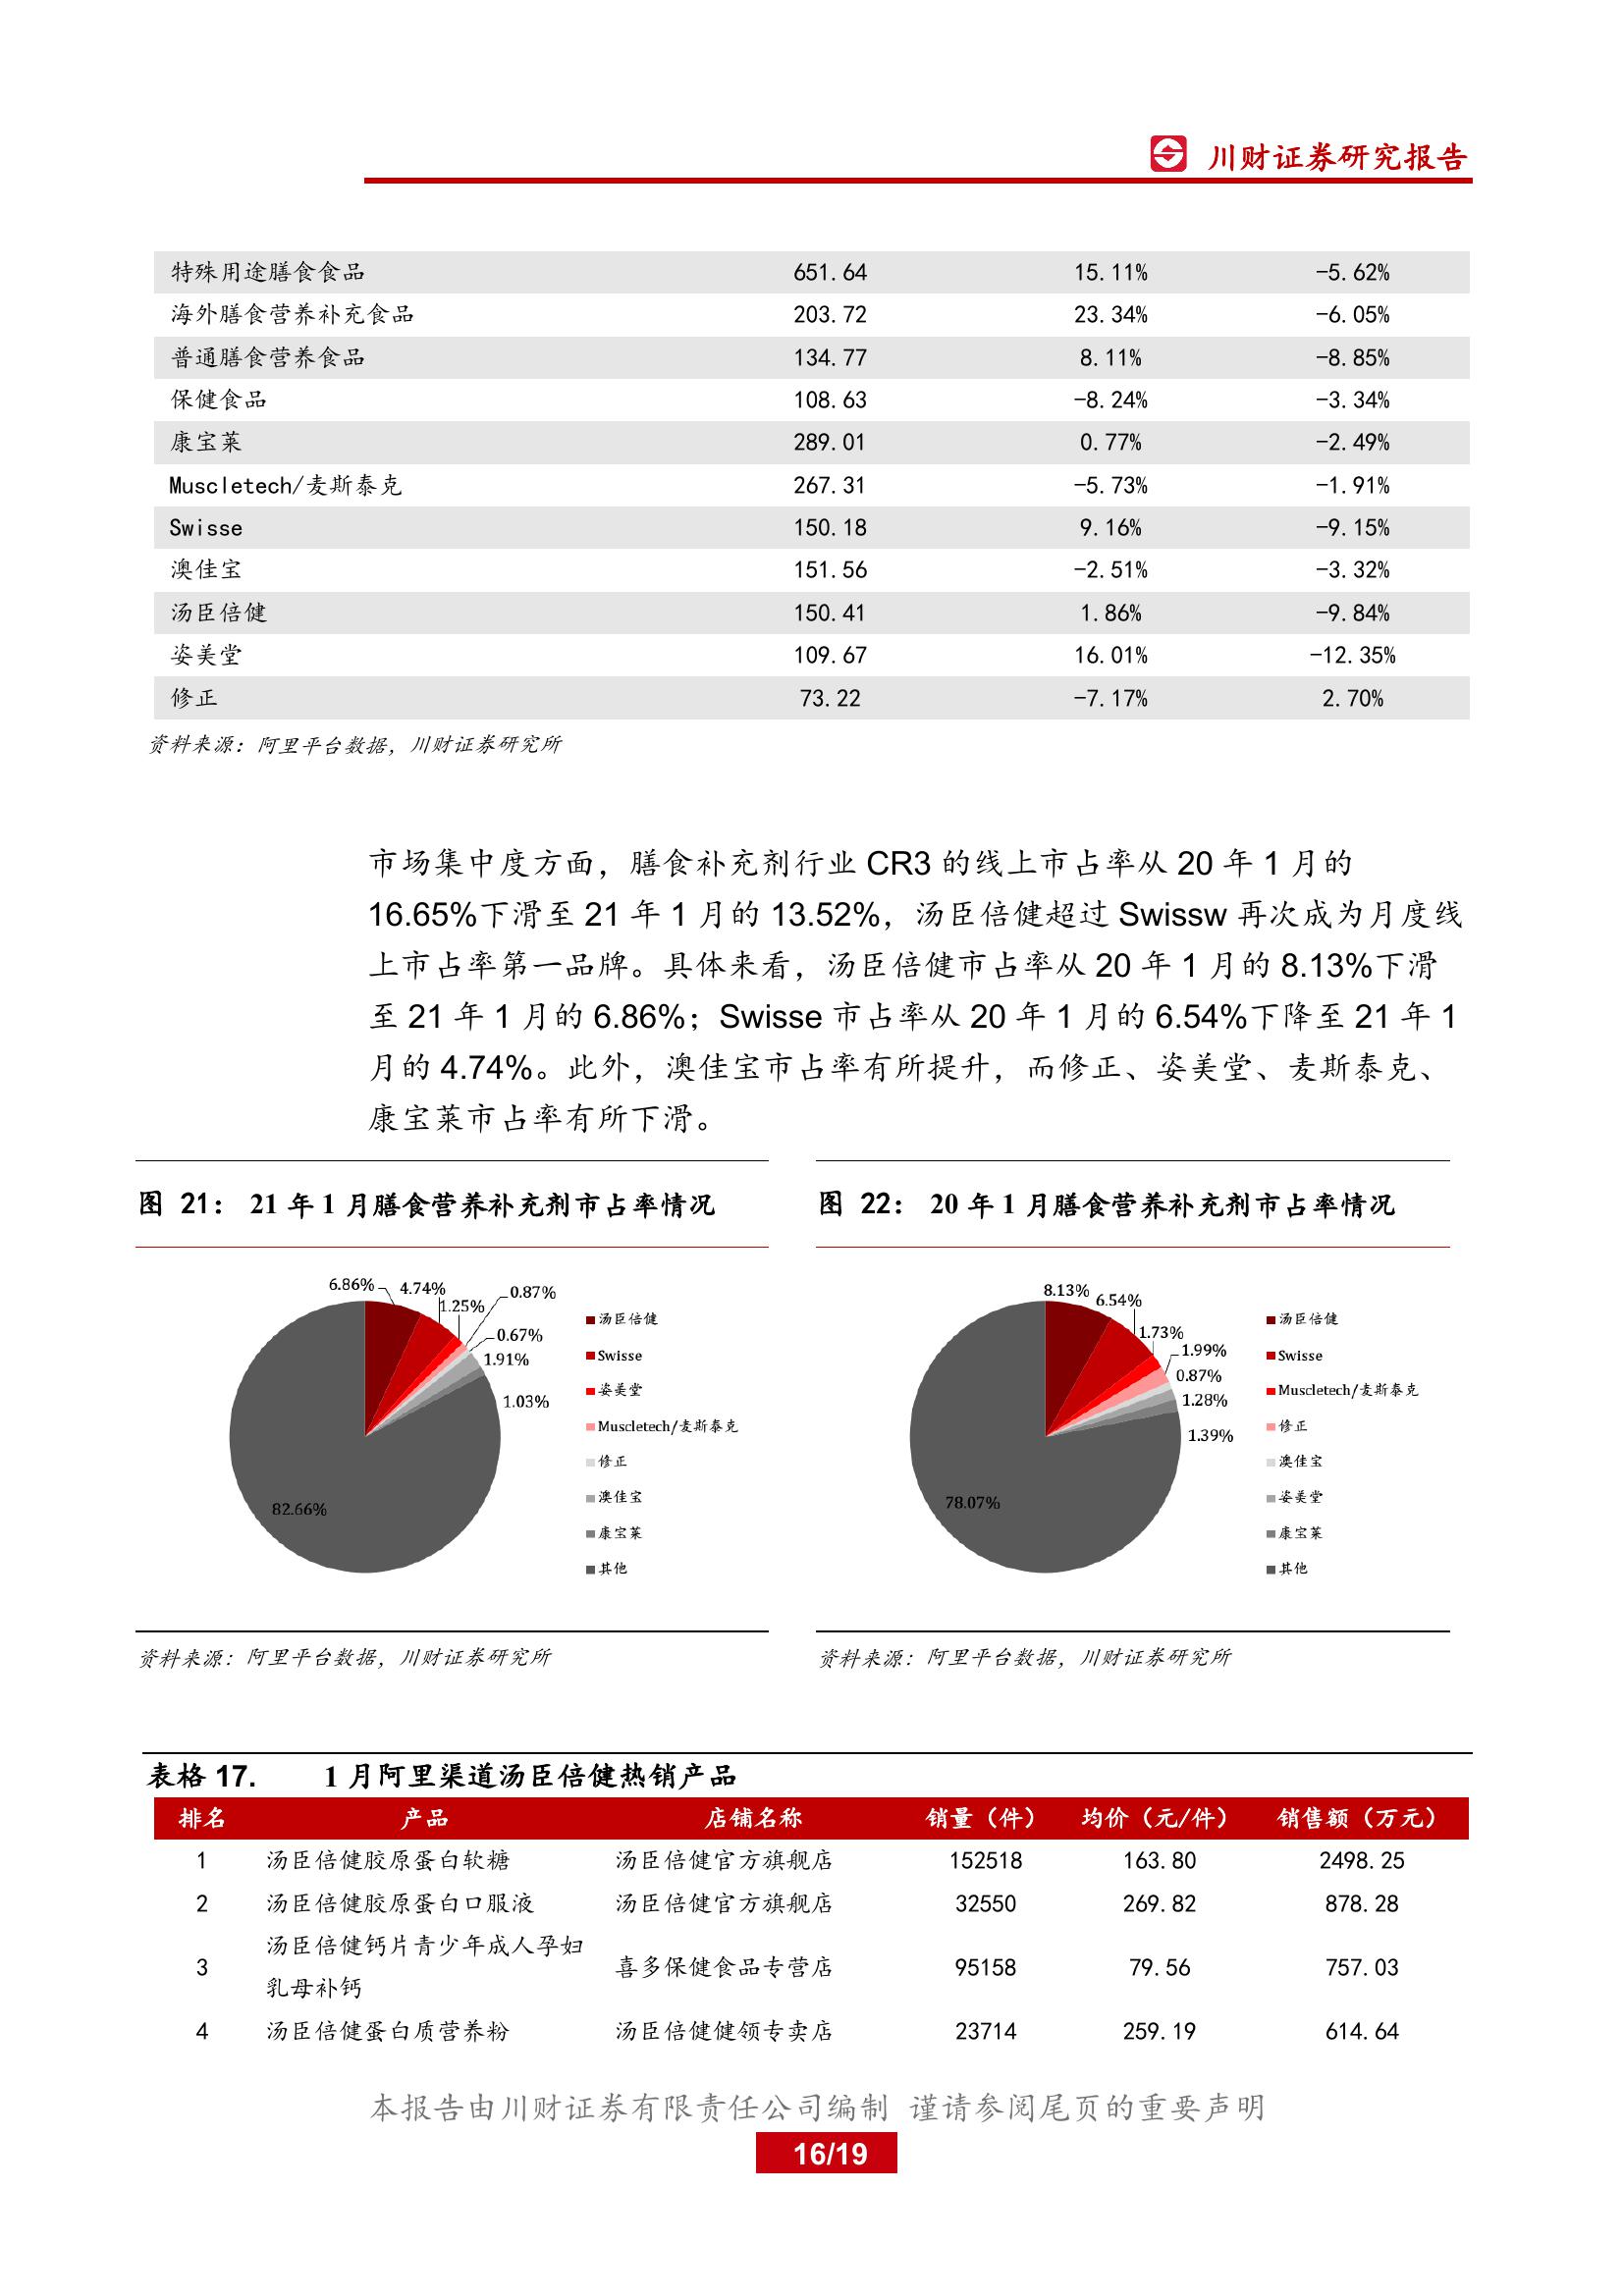 川财证券研究报告
特殊用途膳食食品 651.64 15.11% -5.62%
海外膳食营养补充食品 203.72 23.34% -6.05%
普通膳食营养食品 134.77 8.11% -8.85%
保健食品 108.63 -8.24% -3.34%
康宝莱 289.01 0.77% -2.49%
Muscletech/麦斯泰克 267.31 -5.73% -1.91%
Swisse 150.18 9.16% -9.15%
澳佳宝 151.56 -2.51% -3.32%
汤臣倍健 150.41 1.86% -9.84%
姿美堂 109.67 16.01% -12.35%
修正 73.22 -7.17% 2.70%
资料来源：阿里平台数据，川财证券研究所
市场集中度方面，膳食补充剂行业 CR3 的线上市占率从 20 年 1 月的
16.65%下滑至 21 年 1 月的 13.52%，汤臣倍健超过 Swissw 再次成为月度线
上市占率第一品牌。具体来看，汤臣倍健市占率从 20 年 1 月的 8.13%下滑
至 21 年 1 月的 6.86%；Swisse 市占率从 20 年 1 月的 6.54%下降至 21 年 1
月的 4.74%。此外，澳佳宝市占率有所提升，而修正、姿美堂、麦斯泰克、
康宝莱市占率有所下滑。
图 21： 21 年 1 月膳食营养补充剂市占率情况
6.86%
4.74%
1.25%
0.87%
0.67%
1.91%
1.03%
82.66%
汤臣倍健
Swisse
姿美堂
Muscletech/麦斯泰克
修正
澳佳宝
康宝莱
其他
资料来源：阿里平台数据，川财证券研究所
图 22： 20 年 1 月膳食营养补充剂市占率情况
8.13%
6.54%
1.73%
1.99%
0.87%
1.28%
1.39%
78.07%
汤臣倍健
Swisse
Muscletech/麦斯泰克
修正
澳佳宝
姿美堂
康宝莱
其他
资料来源：阿里平台数据，川财证券研究所
表格 17. 1 月阿里渠道汤臣倍健热销产品
排名 产品 店铺名称 销量（件） 均价（元/件） 销售额（万元）
1 汤臣倍健胶原蛋白软糖 汤臣倍健官方旗舰店 152518 163.80 2498.25
2 汤臣倍健胶原蛋白口服液 汤臣倍健官方旗舰店 32550 269.82 878.28
汤臣倍健钙片青少年成人孕妇
3 喜多保健食品专营店 95158 79.56 757.03
乳母补钙
4 汤臣倍健蛋白质营养粉 汤臣倍健健领专卖店 23714 259.19 614.64
本报告由川财证券有限责任公司编制 谨请参阅尾页的重要声明
16/19